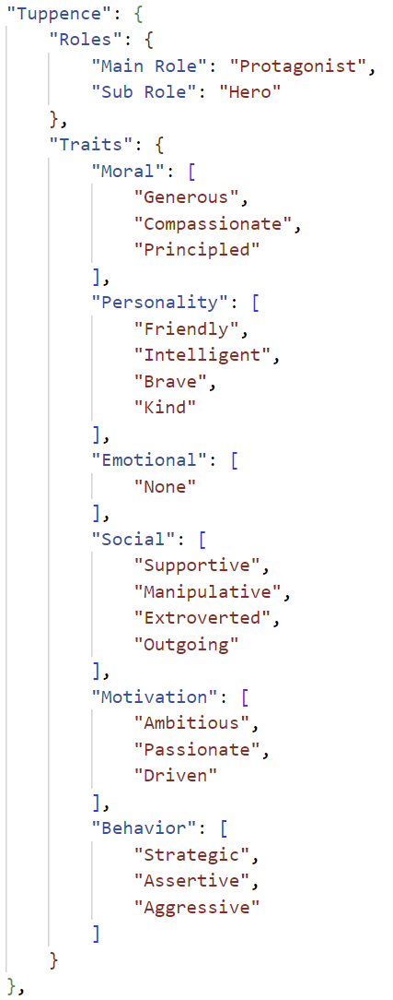 "Tuppence": {
"Roles": {
"Main Role": "Protagonist",
"Sub Role": "Hero"
},
"Traits": {
"Moral": [
"Generous",
"Compassionate",
"Principled"
],
"Personality": [
"Friendly",
"Intelligent",
"Brave",
"Kind"
],
"Emotional": [
"None"
],
"Social": [
"Supportive",
"Manipulative",
"Extroverted",
"Outgoing"
],
"Motivation": [
"Ambitious",
"Passionate",
"Driven"
],
"Behavior": [
"Strategic",
"Assertive",
"Aggressive"
]
}
},